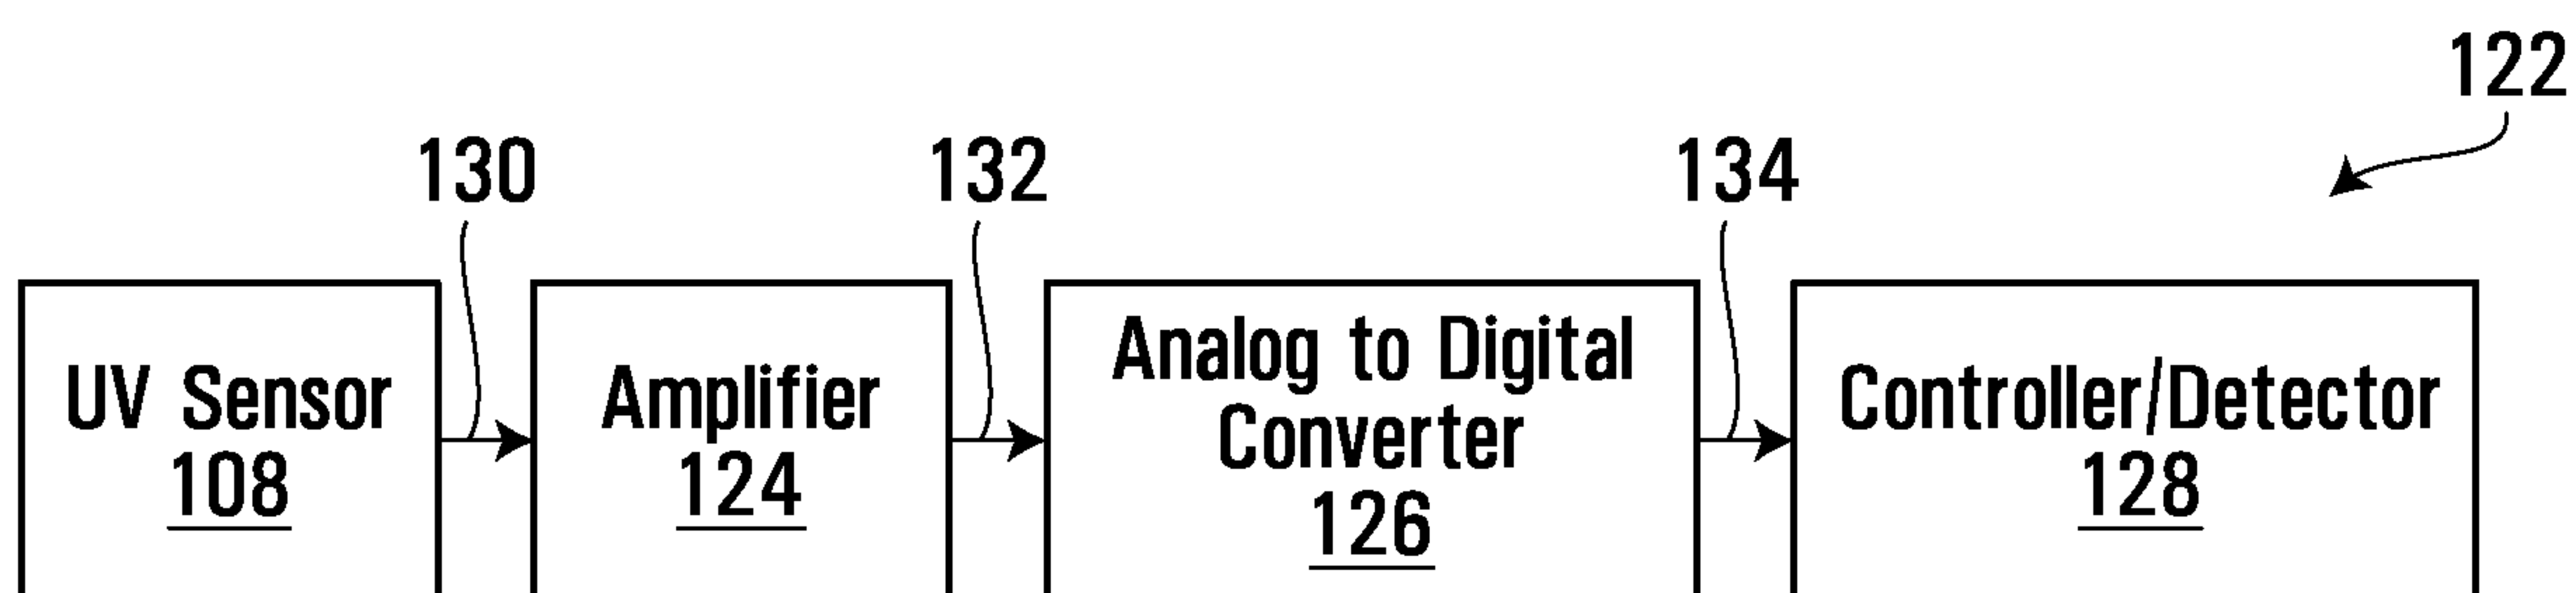 122
130
132
134
UV Sensor
108
Amplifier
124
Analog to Digital
Converter
126
Controller/Detector
128